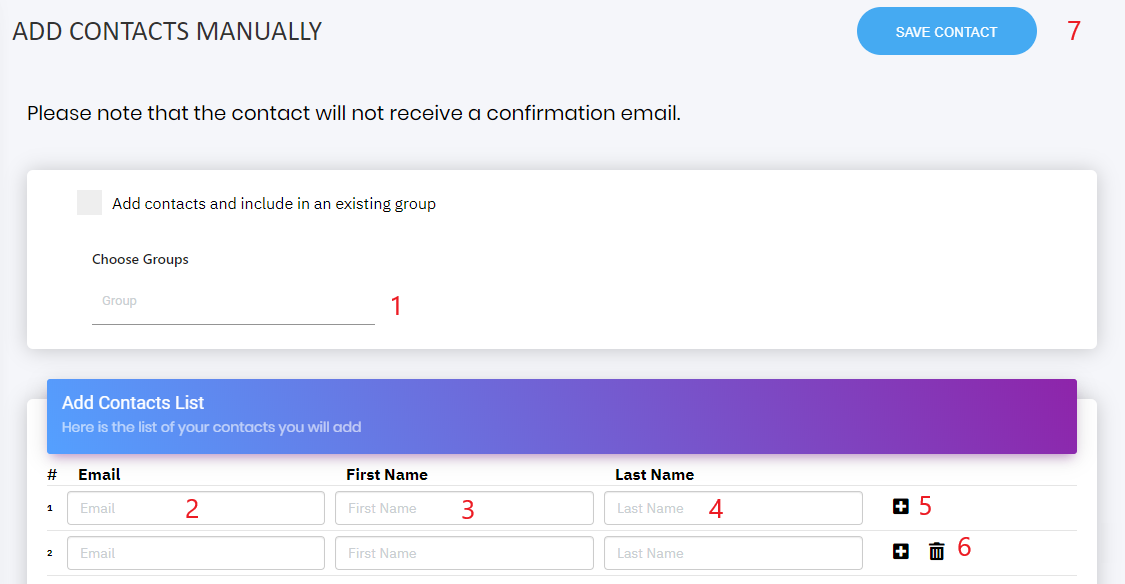 ADD CONTACTS MANUALLY
SAVE CONTACT
7
Please note that the contact will not receive a confirmation email.
Add contacts and include in an existing group
Choose Groups
Group
1
Add Contacts List
Here is the list of your contacts you will add
# Email First Name Last Name
1 Email 2 First Name 3 Last Name 4 5
2 Email First Name Last Name 6